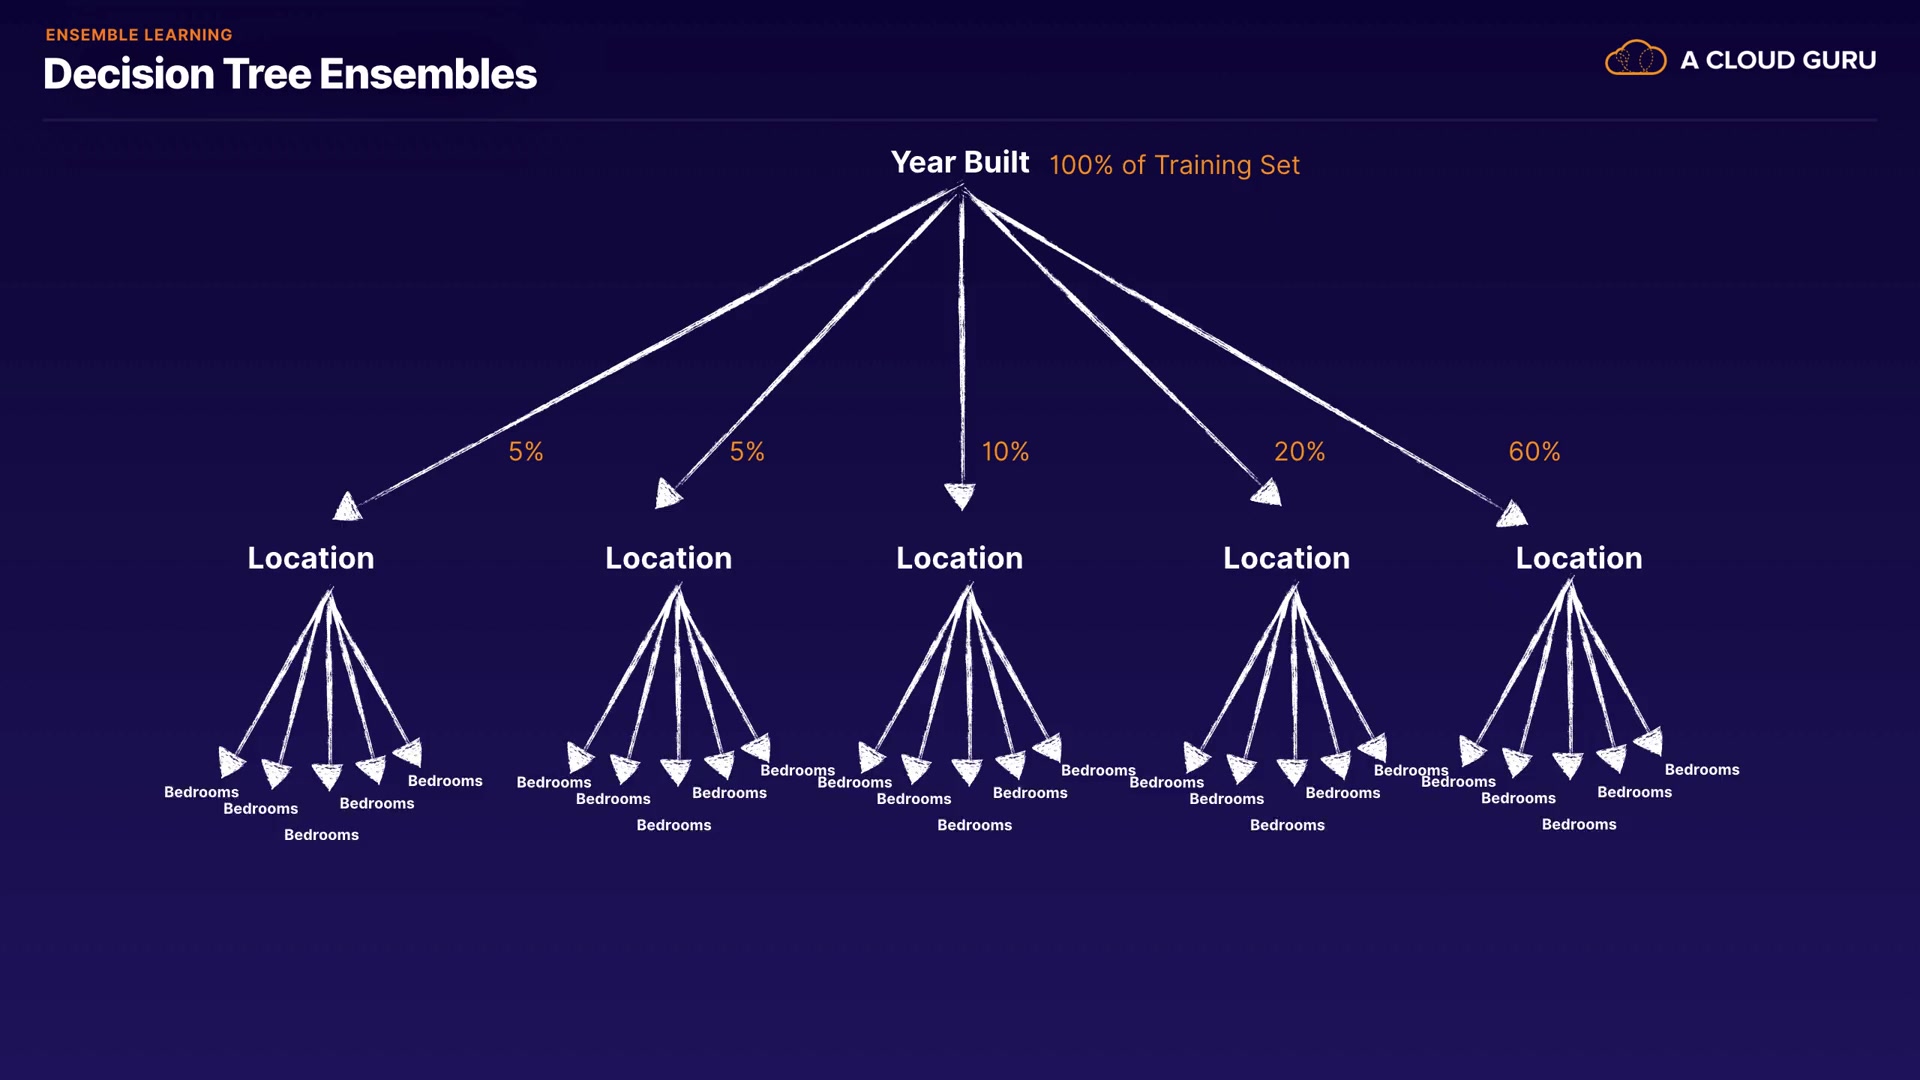 ENSEMBLE LEARNING
Decision Tree Ensembles
A CLOUD GURU
Year Built 100% of Training Set
5% 5% 10% 20% 60%
Location Location Location Location Location
Bedrooms Bedrooms Bedrooms Bedrooms Bedrooms
Bedrooms Bedrooms Bedrooms Bedrooms Bedrooms
Bedrooms Bedrooms Bedrooms Bedrooms Bedrooms
Bedrooms Bedrooms Bedrooms Bedrooms Bedrooms
Bedrooms Bedrooms Bedrooms Bedrooms Bedrooms